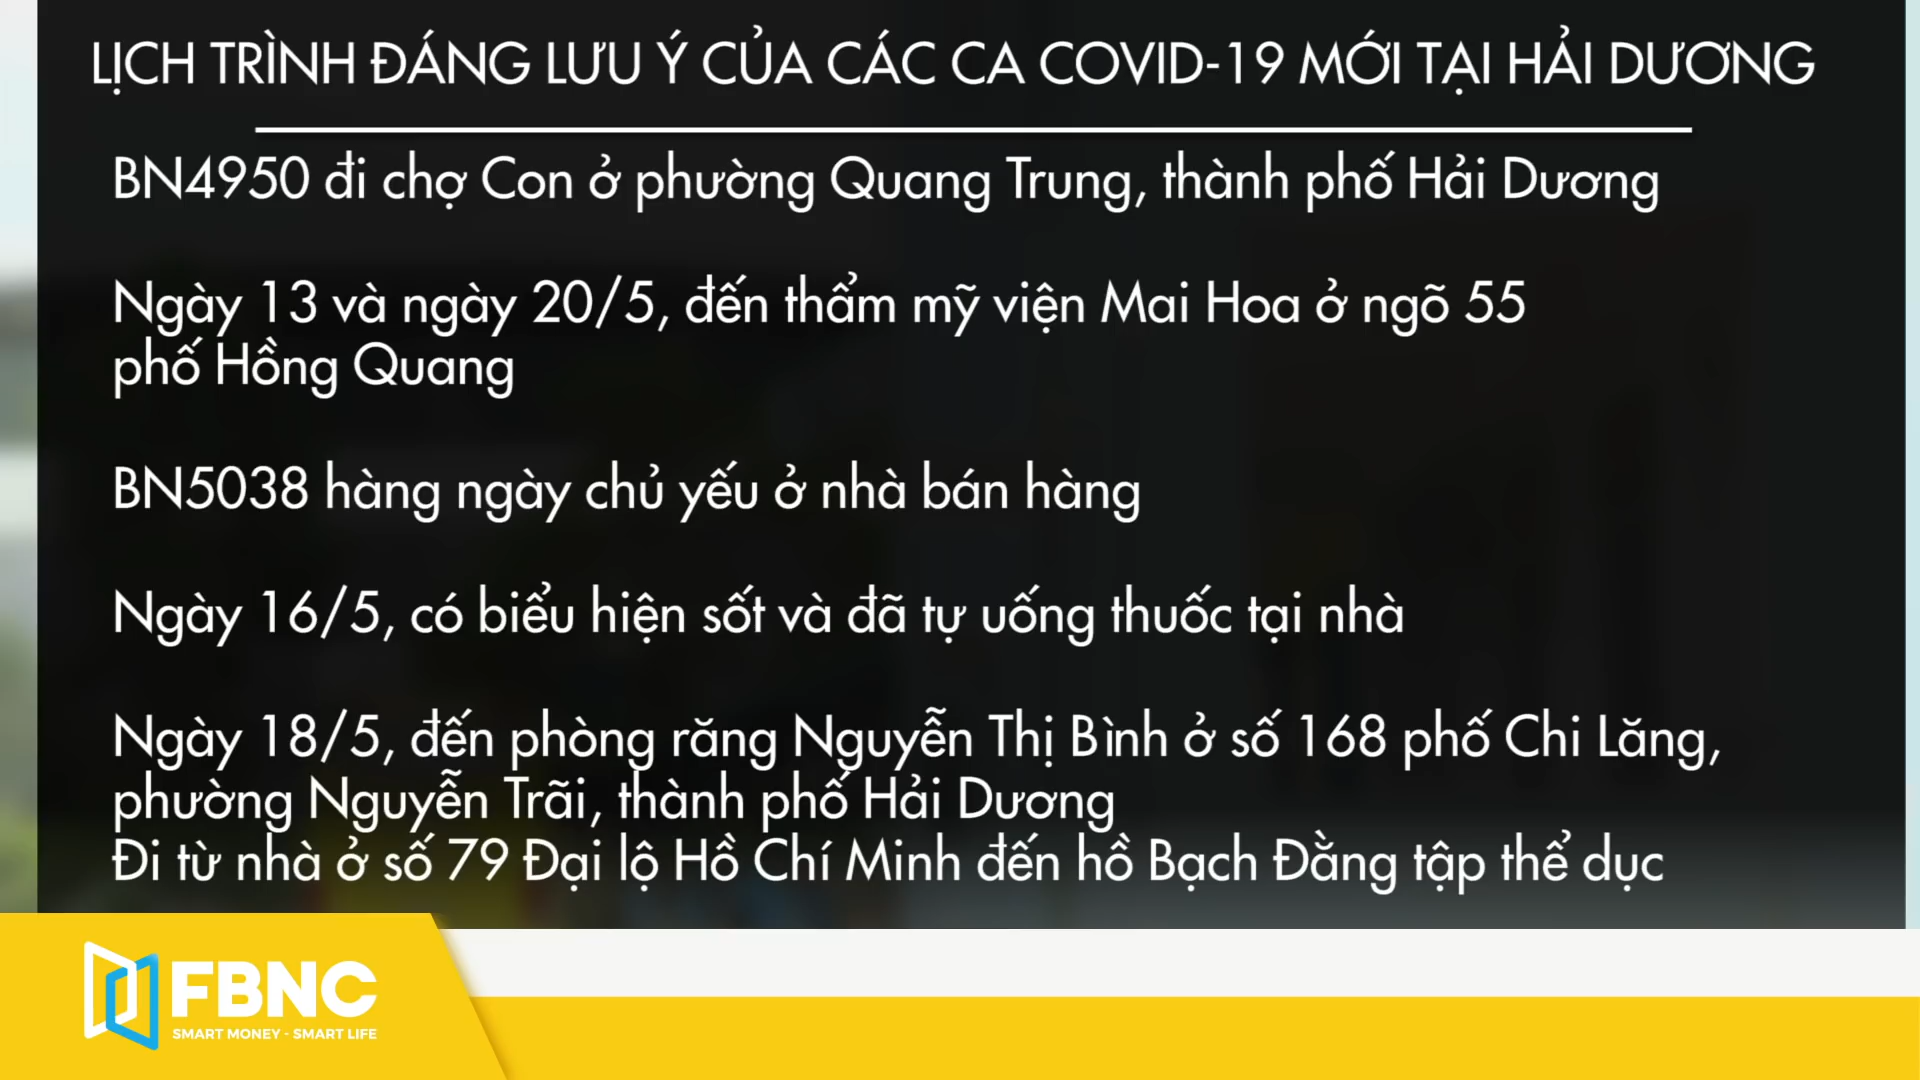 LỊCH TRÌNH ĐÁNG LƯU Ý CỦA CÁC CA COVID-19 MỚI TẠI HẢI DƯƠNG
BN4950 đi chợ Con ở phường Quang Trung, thành phố Hải Dương
Ngày 13 và ngày 20/5, đến thẩm mỹ viện Mai Hoa ở ngõ 55
phố Hồng Quang
BN5038 hàng ngày chủ yếu ở nhà bán hàng
Ngày 16/5, có biểu hiện sốt và đã tự uống thuốc tại nhà
Ngày 18/5, đến phòng răng Nguyễn Thị Bình ở số 168 phố Chi Lăng,
phường Nguyễn Trãi, thành phố Hải Dương
Đi từ nhà ở số 79 Đại lộ Hồ Chí Minh đến hồ Bạch Đằng tập thể dục
FBNC
SMART MONEY - SMART LIFE